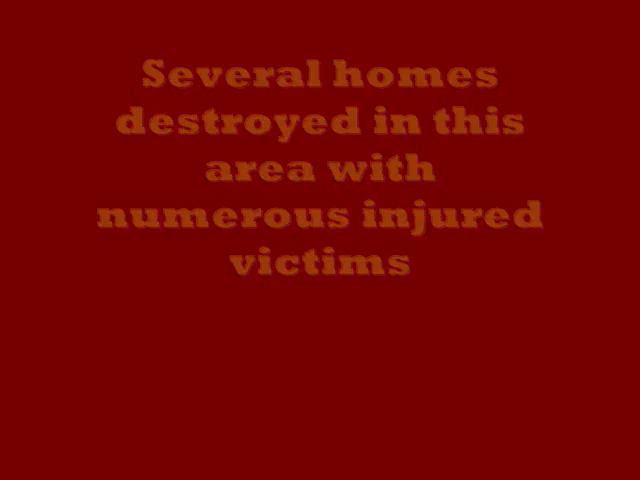 Several homes
destroyed in this
area with
numerous injured
victims